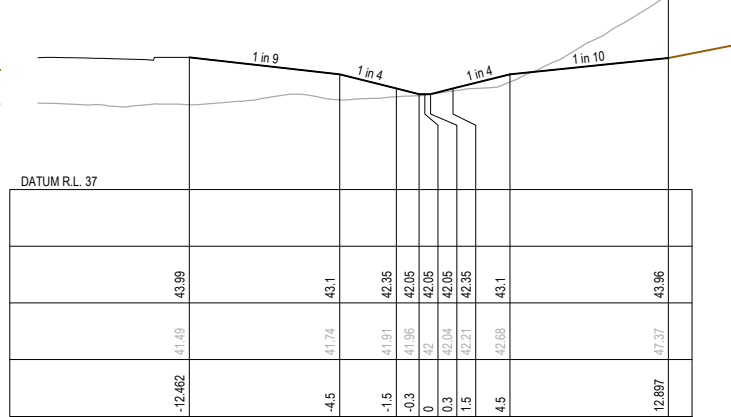 1 in 9
1 in 4
1 in 4
1 in 10
DATUM R.L. 37
43.99 43.1 42.35 42.05 42.05 42.05 42.35 43.1 43.96
41.49 41.74 41.91 41.96 42 42.04 42.21 42.68 47.37
-12.462 -4.5 -1.5 -0.3 0 0.3 1.5 4.5 12.897